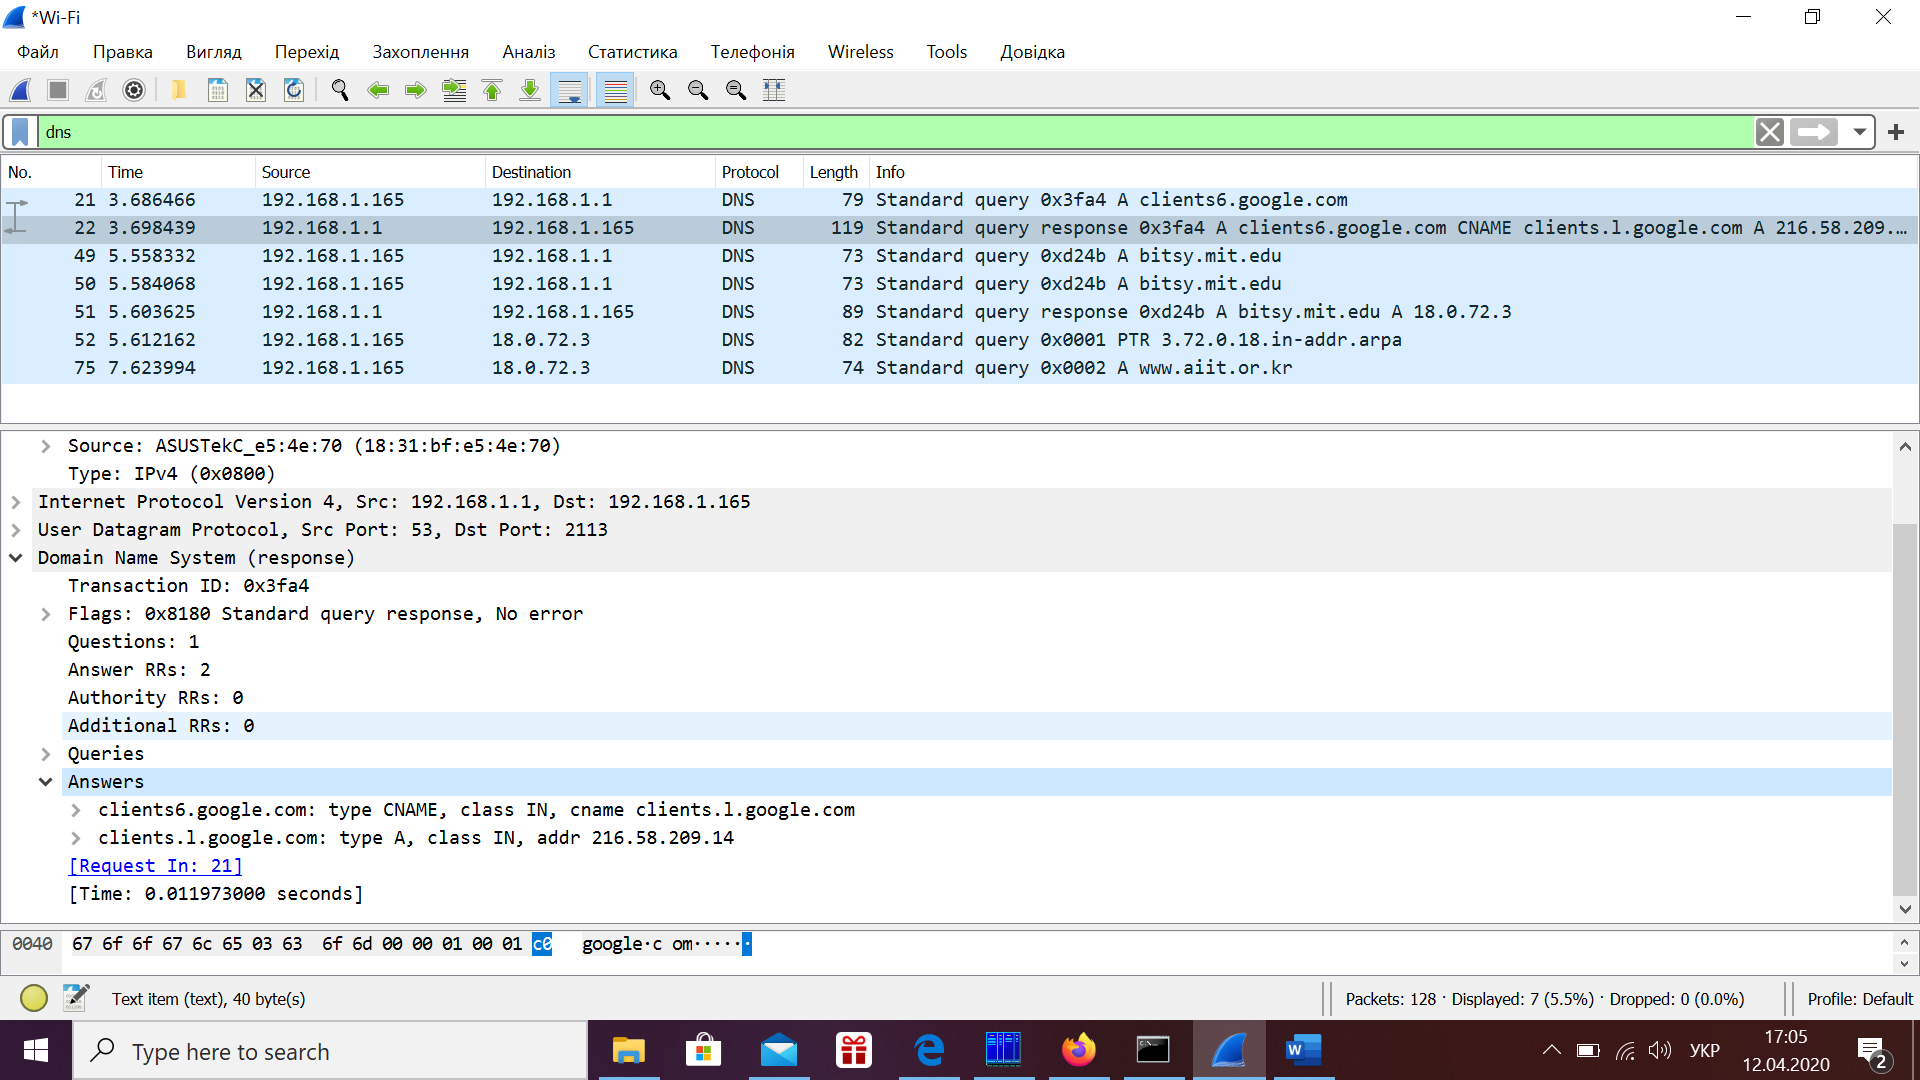 *Wi-Fi
Файл Правка Вигляд Перехід Захоплення Аналіз Статистика Телефонія Wireless Tools Довідка
dns
No. Time Source Destination Protocol Length Info
21 3.686466 192.168.1.165 192.168.1.1 DNS 79 Standard query 0x3fa4 A clients6.google.com
22 3.698439 192.168.1.1 192.168.1.165 DNS 119 Standard query response 0x3fa4 A clients6.google.com CNAME clients.l.google.com A 216.58.209.…
49 5.558332 192.168.1.165 192.168.1.1 DNS 73 Standard query 0xd24b A bitsy.mit.edu
50 5.584068 192.168.1.165 192.168.1.1 DNS 73 Standard query 0xd24b A bitsy.mit.edu
51 5.603625 192.168.1.1 192.168.1.165 DNS 89 Standard query response 0xd24b A bitsy.mit.edu A 18.0.72.3
52 5.612162 192.168.1.165 18.0.72.3 DNS 82 Standard query 0x0001 PTR 3.72.0.18.in-addr.arpa
75 7.623994 192.168.1.165 18.0.72.3 DNS 74 Standard query 0x0002 A www.aiit.or.kr
Source: ASUSTekC_e5:4e:70 (18:31:bf:e5:4e:70)
Type: IPv4 (0x0800)
Internet Protocol Version 4, Src: 192.168.1.1, Dst: 192.168.1.165
User Datagram Protocol, Src Port: 53, Dst Port: 2113
Domain Name System (response)
Transaction ID: 0x3fa4
Flags: 0x8180 Standard query response, No error
Questions: 1
Answer RRs: 2
Authority RRs: 0
Additional RRs: 0
Queries
Answers
clients6.google.com: type CNAME, class IN, cname clients.l.google.com
clients.l.google.com: type A, class IN, addr 216.58.209.14
[Request In: 21]
[Time: 0.011973000 seconds]
0040 67 6f 6f 67 6c 65 03 63 6f 6d 00 00 01 00 01 c0 google·c om······
Text item (text), 40 byte(s) Packets: 128 · Displayed: 7 (5.5%) · Dropped: 0 (0.0%) Profile: Default
Type here to search
УКР
17:05
12.04.2020
2